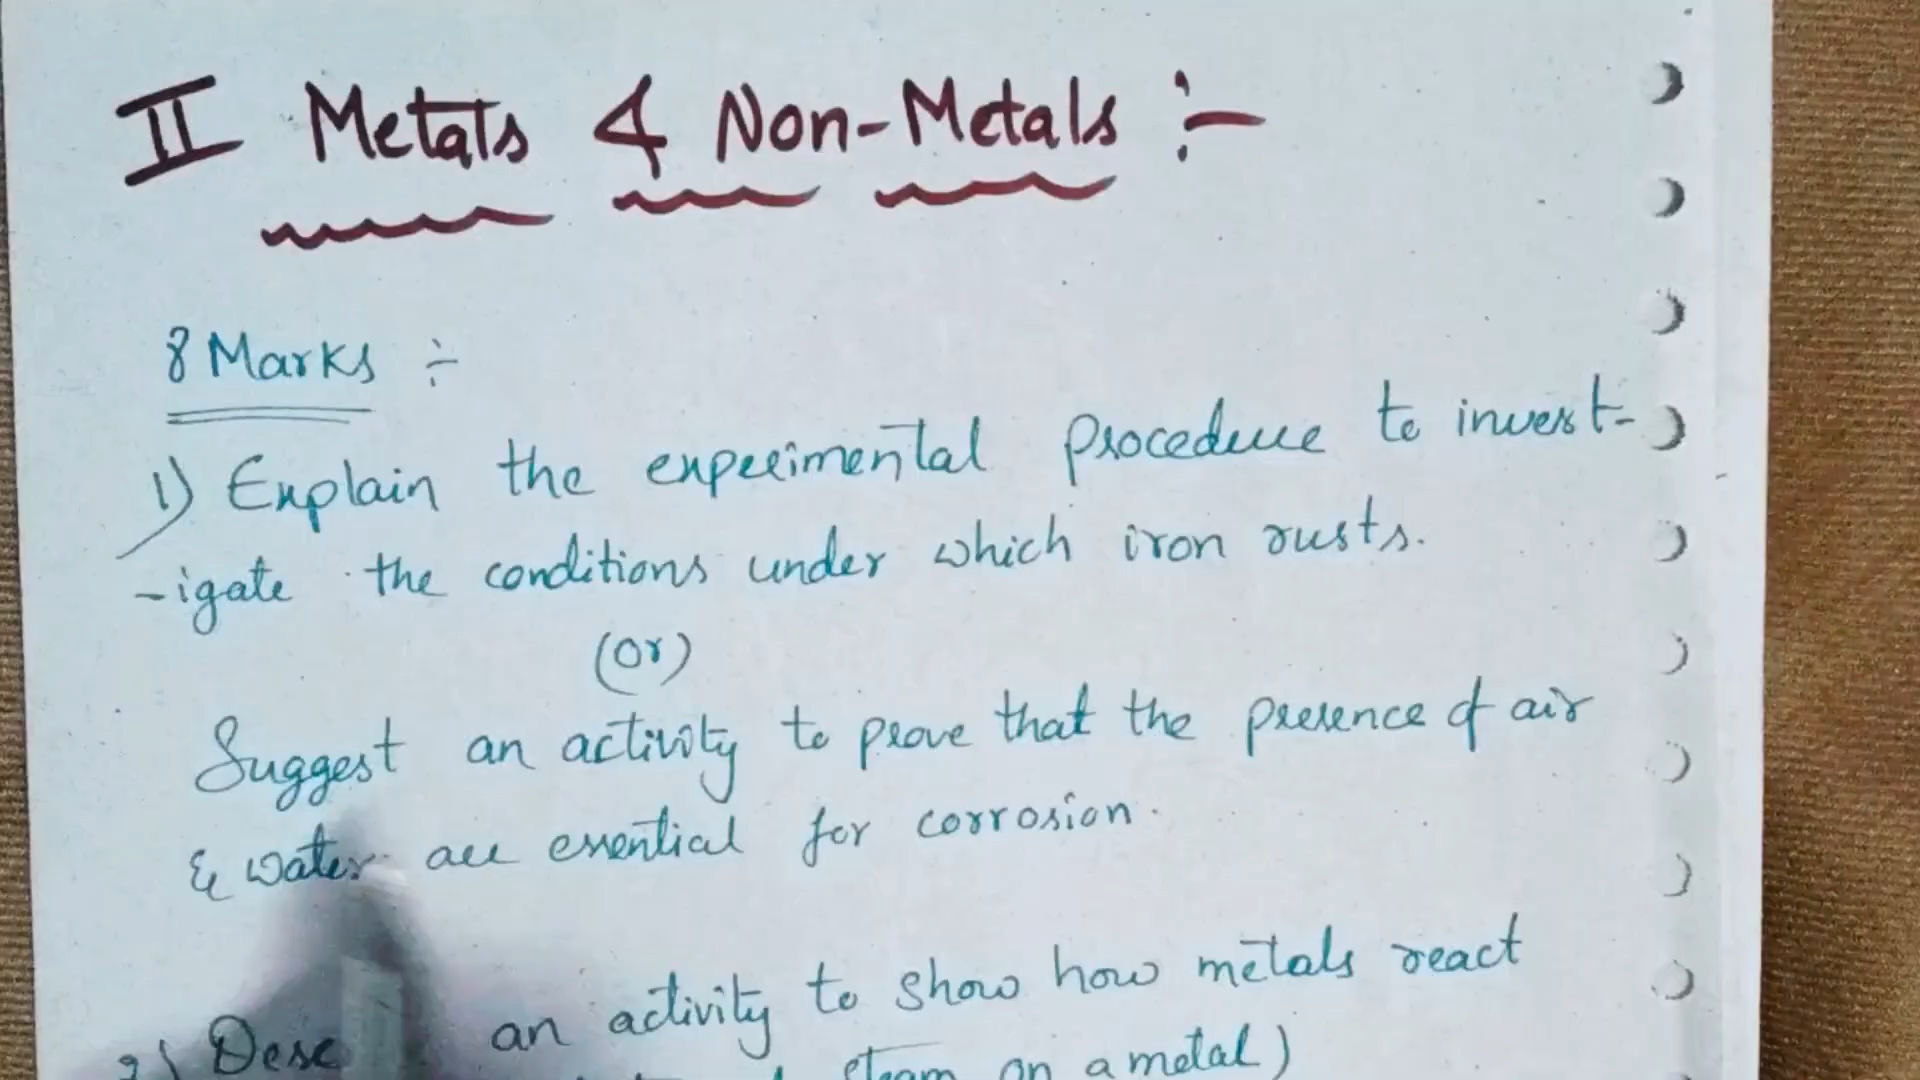 II Metals & Non-Metals :-
8 Marks :-
1) Explain the experimental procedure to invest-
-igate the conditions under which iron rusts.
(Or)
Suggest an activity to prove that the presence of air
& water are essential for corrosion.
2) Desc an activity to show how metals react
steam on a metal)